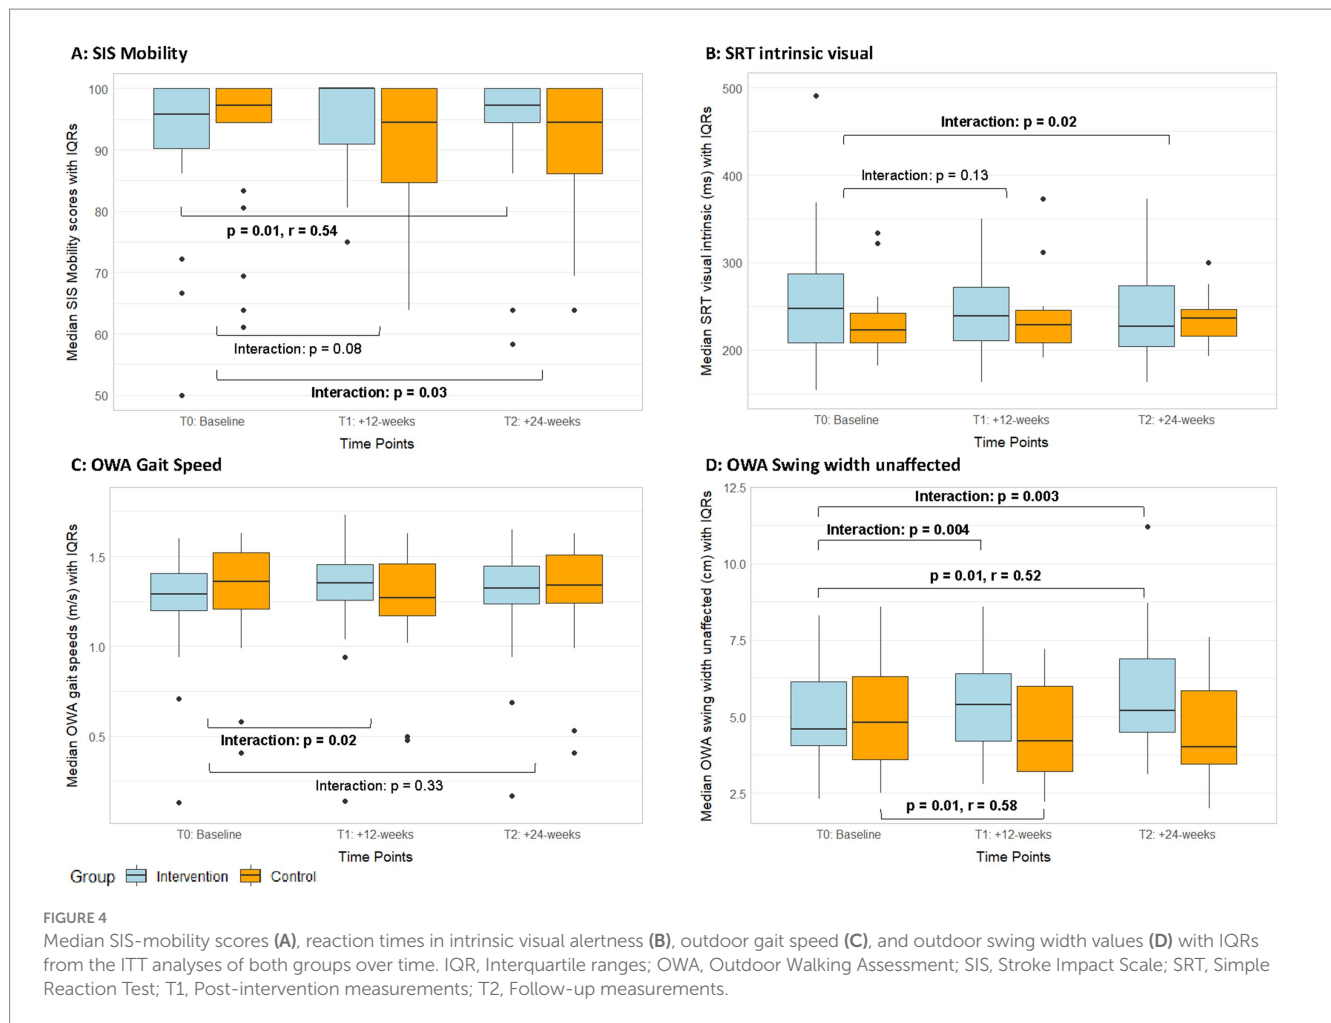 A: SIS Mobility
Median SIS Mobility scores with IQRs
100
90
80
70
60
50
p = 0.01, r = 0.54
Interaction: p = 0.08
Interaction: p = 0.03
T0: Baseline
T1: +12-weeks
T2: +24-weeks
Time Points
B: SRT intrinsic visual
Median SRT visual intrinsic (ms) with IQRs
500
400
300
200
Interaction: p = 0.02
Interaction: p = 0.13
T0: Baseline
T1: +12-weeks
T2: +24-weeks
Time Points
C: OWA Gait Speed
Median OWA gait speeds (m/s) with IQRs
1.5
1.0
0.5
Interaction: p = 0.02
Interaction: p = 0.33
T0: Baseline
T1: +12-weeks
T2: +24-weeks
Time Points
D: OWA Swing width unaffected
Median OWA swing width unaffected (cm) with IQRs
12.5
10.0
7.5
5.0
2.5
Interaction: p = 0.003
Interaction: p = 0.004
p = 0.01, r = 0.52
p = 0.01, r = 0.58
T0: Baseline
T1: +12-weeks
T2: +24-weeks
Time Points
Group Intervention Control
FIGURE 4
Median SIS-mobility scores (A), reaction times in intrinsic visual alertness (B), outdoor gait speed (C), and outdoor swing width values (D) with IQRs
from the ITT analyses of both groups over time. IQR, Interquartile ranges; OWA, Outdoor Walking Assessment; SIS, Stroke Impact Scale; SRT, Simple
Reaction Test; T1, Post-intervention measurements; T2, Follow-up measurements.